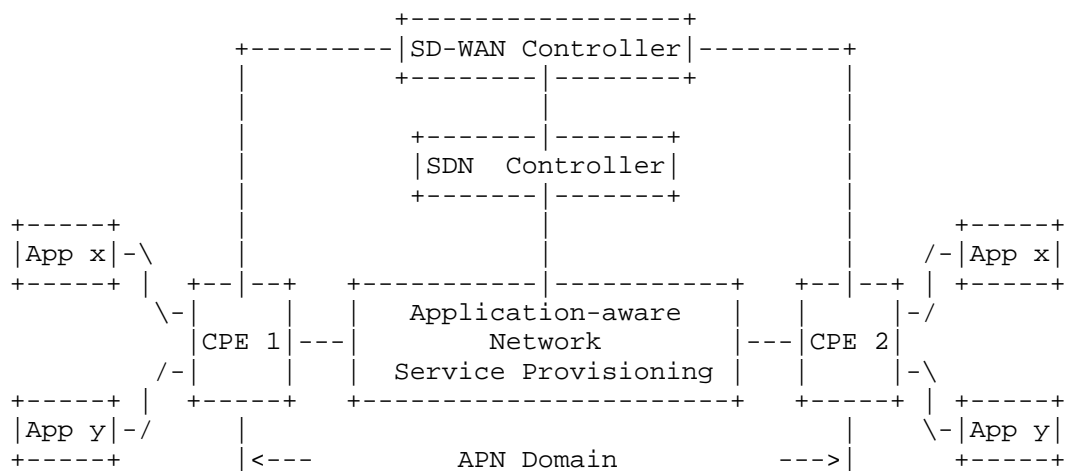 SD-WAN Controller
SDN Controller
App x
App x
Application-aware
CPE 1
Network
CPE 2
Service Provisioning
App y
App y
APN Domain